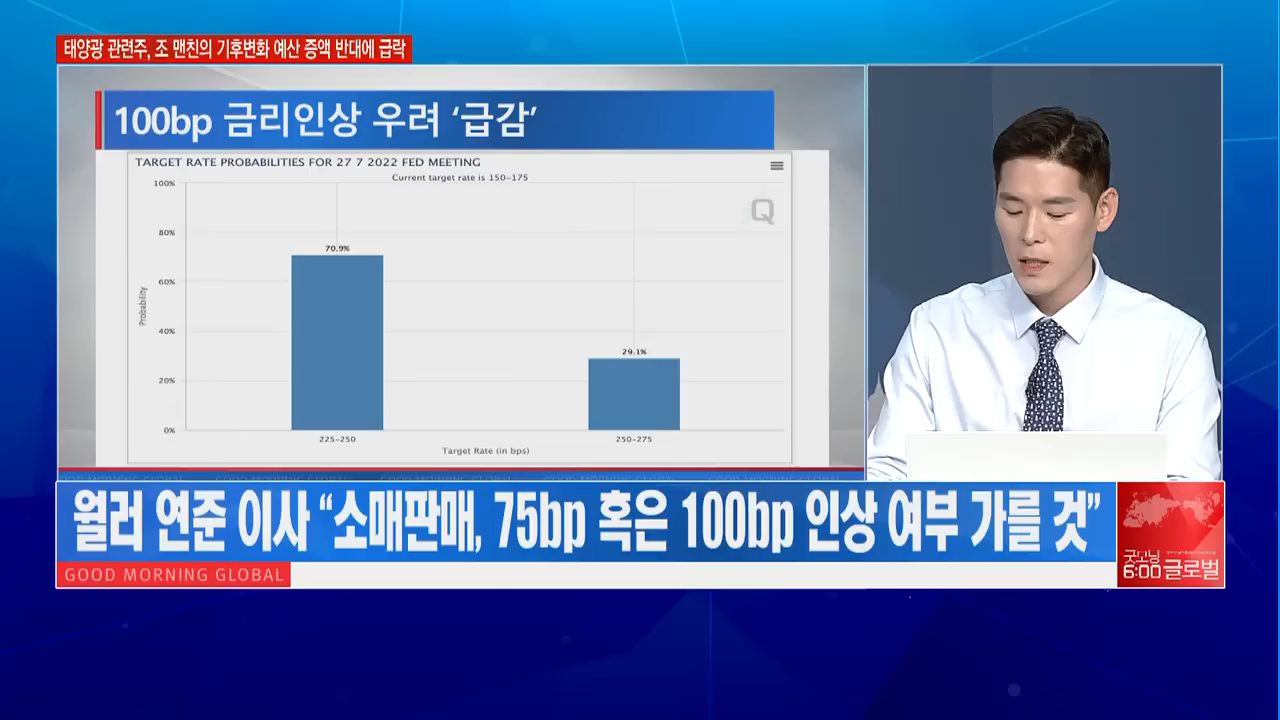 태양광 관련주, 조 맨친의 기후변화 예산 증액 반대에 급락
100bp 금리인상 우려 ‘급감’
TARGET RATE PROBABILITIES FOR 27 7 2022 FED MEETING
Current target rate is 150-175
Q
100%
80%
60%
40%
20%
0%
Probability
70.9%
29.1%
225-250
250-275
Target Rate (in bps)
월러 연준 이사 “소매판매, 75bp 혹은 100bp 인상 여부 가를 것”
GOOD MORNING GLOBAL
굿모닝
6:00 글로벌